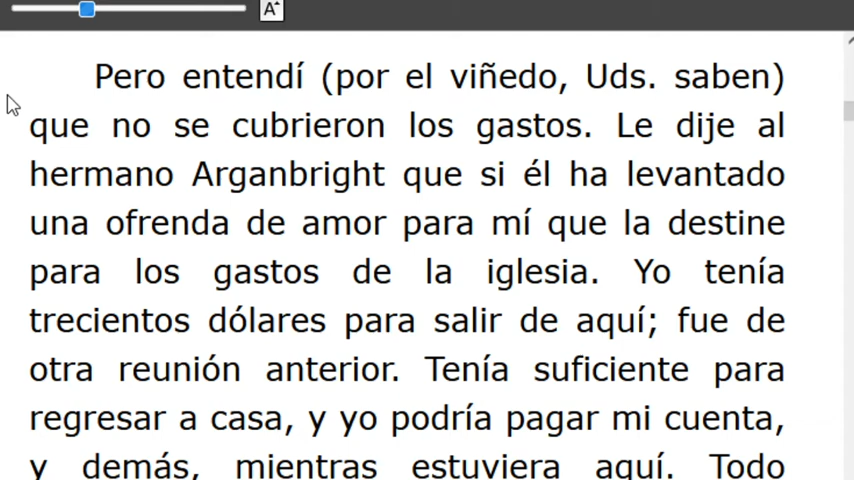 A
Pero entendí (por el viñedo, Uds. saben)
que no se cubrieron los gastos. Le dije al
hermano Arganbright que si él ha levantado
una ofrenda de amor para mí que la destine
para los gastos de la iglesia. Yo tenía
trecientos dólares para salir de aquí; fue de
otra reunión anterior. Tenía suficiente para
regresar a casa, y yo podría pagar mi cuenta,
y demás, mientras estuviera aquí. Todo